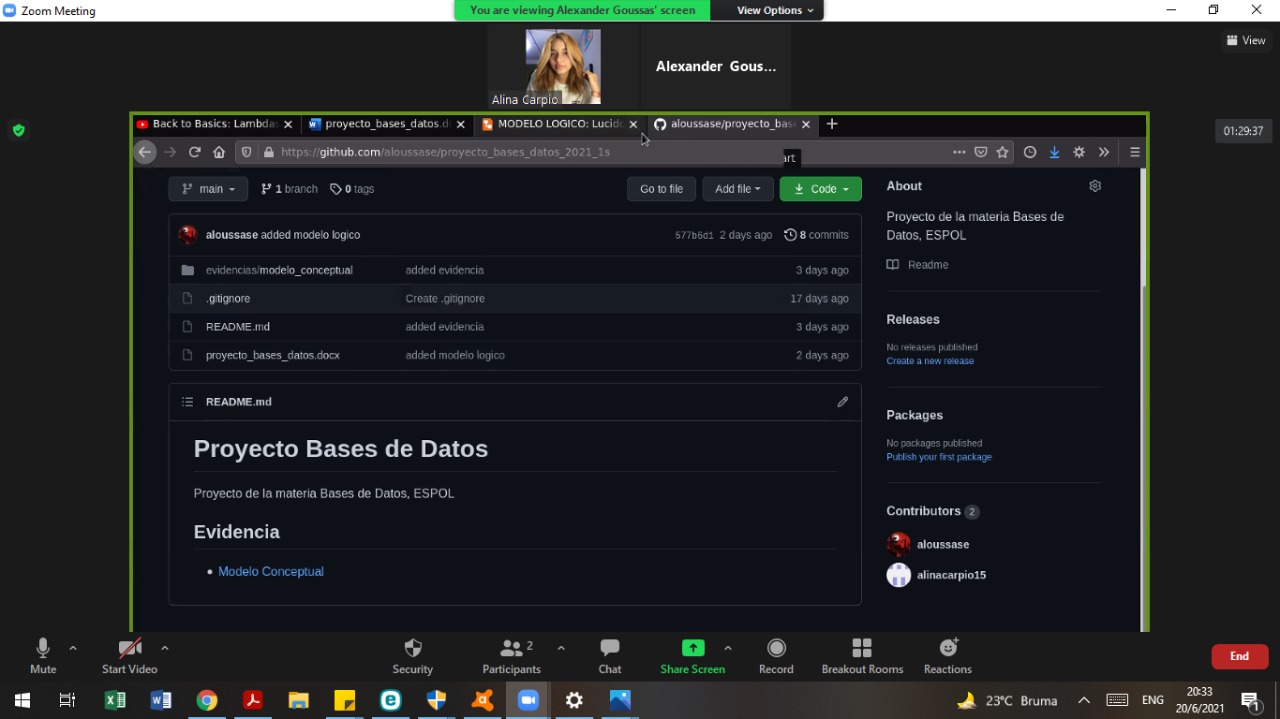 Zoom Meeting
You are viewing Alexander Goussas' screen
View Options
View
Alina Carpio
Alexander Gous...
01:29:37
Back to Basics: Lambdas
proyecto_bases_datos.d
MODELO LOGICO: Lucid
aloussase/proyecto_bas
https://github.com/aloussase/proyecto_bases_datos_2021_1s
art
main
1 branch
0 tags
Go to file
Add file
Code
aloussase added modelo logico
577b6d1 2 days ago
8 commits
evidencias/modelo_conceptual
added evidencia
3 days ago
.gitignore
Create .gitignore
17 days ago
README.md
added evidencia
3 days ago
proyecto_bases_datos.docx
added modelo logico
2 days ago
README.md
Proyecto Bases de Datos
Proyecto de la materia Bases de Datos, ESPOL
Evidencia
Modelo Conceptual
About
Proyecto de la materia Bases de
Datos, ESPOL
Readme
Releases
No releases published
Create a new release
Packages
No packages published
Publish your first package
Contributors 2
aloussase
alinacarpio15
Mute
Start Video
Security
Participants
2
Chat
Share Screen
Record
Breakout Rooms
Reactions
End
23°C Bruma
ENG
20:33
20/6/2021
1